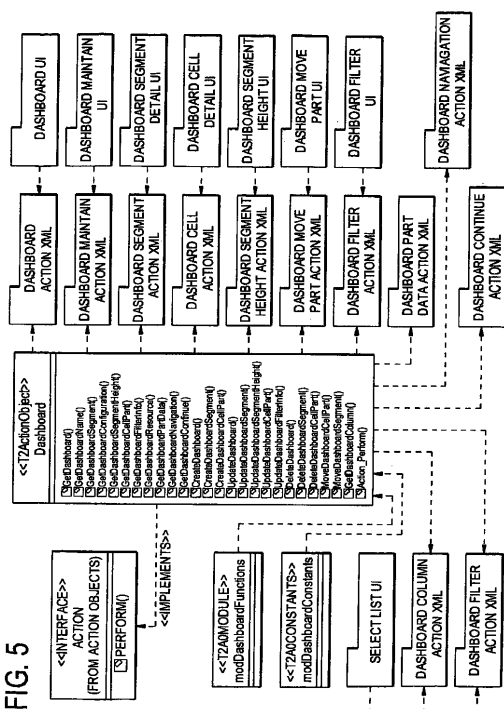 FIG. 5
<<INTERFACE>>
ACTION
(FROM ACTION OBJECTS)
PERFORM()
<<IMPLEMENTS>>
<<T2A0MODULE>>
modDashboardFunctions
<<T2A0CONSTANTS>>
modDashboardConstants
SELECT LIST UI
DASHBOARD COLUMN
ACTION XML
DASHBOARD FILTER
ACTION XML
<<T2ActionObject>>
Dashboard
GetDashboard()
GetDashboardName()
GetDashboardSegment()
GetDashboardConfiguration()
GetDashboardSegmentHeight()
GetDashboardCellPart()
GetDashboardFilterInfo()
GetDashboardResource()
GetDashboardPartData()
GetDashboardNavigation()
GetDashboardContinue()
CreateDashboard()
CreateDashboardSegment()
CreateDashboardCellPart()
UpdateDashboard()
UpdateDashboardSegment()
UpdateDashboardSegmentHeight()
UpdateDashboardCellPart()
UpdateDashboardFilterInfo()
DeleteDashboard()
DeleteDashboardSegment()
DeleteDashboardCellPart()
MoveDashboardCellPart()
MoveDashboardSegment()
GetDashboardColumn()
Action_Perform()
DASHBOARD
ACTION XML
DASHBOARD MAINTAIN
ACTION XML
DASHBOARD SEGMENT
ACTION XML
DASHBOARD CELL
ACTION XML
DASHBOARD SEGMENT
HEIGHT ACTION XML
DASHBOARD MOVE
PART ACTION XML
DASHBOARD FILTER
ACTION XML
DASHBOARD PART
DATA ACTION XML
DASHBOARD CONTINUE
ACTION XML
DASHBOARD UI
DASHBOARD MAINTAIN
UI
DASHBOARD SEGMENT
DETAIL UI
DASHBOARD CELL
DETAIL UI
DASHBOARD SEGMENT
HEIGHT UI
DASHBOARD MOVE
PART UI
DASHBOARD FILTER
UI
DASHBOARD NAVIAGATION
ACTION XML